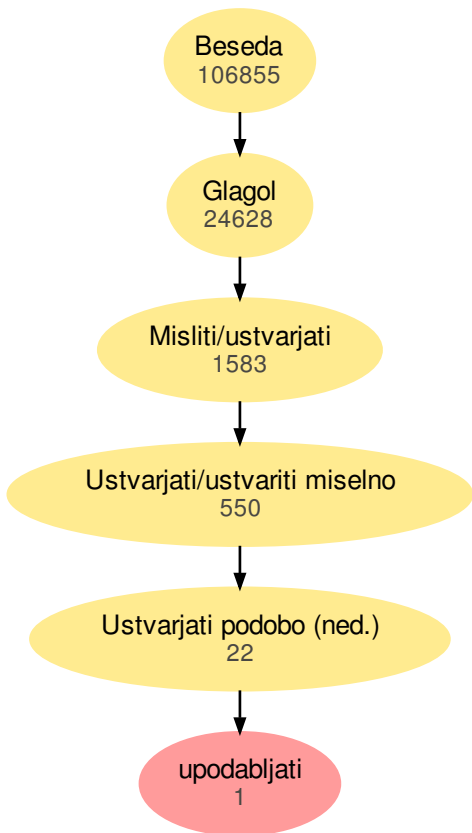 Beseda
106855
Glagol
24628
Misliti/ustvarjati
1583
Ustvarjati/ustvariti miselno
550
Ustvarjati podobo (ned.)
22
upodabljati
1